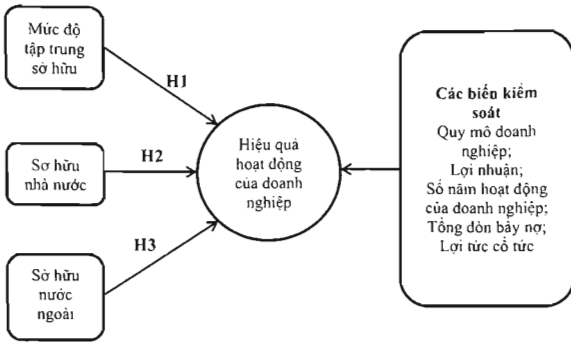 Mức độ
tập trung
sở hữu
H1
Sở hữu
nhà nước
H2
Sở hữu
nước
ngoài
H3
Hiệu quả
hoạt động
của doanh
nghiệp
Các biến kiểm
soát
Quy mô doanh
nghiệp;
Lợi nhuận;
Số năm hoạt động
của doanh nghiệp;
Tổng đòn bảy nợ;
Lợi tức cổ tức